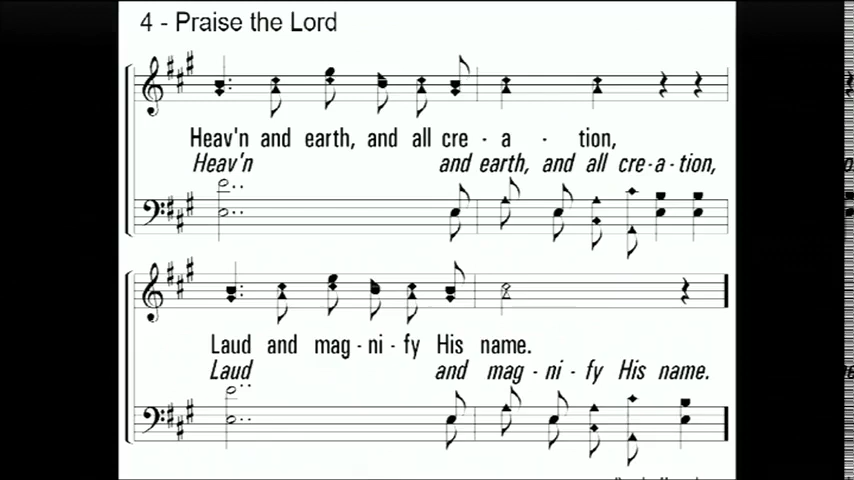 4 - Praise the Lord
Heav'n and earth, and all cre - a - tion,
Heav'n and earth, and all cre - a - tion,
Laud and mag - ni - fy His name.
Laud and mag - ni - fy His name.